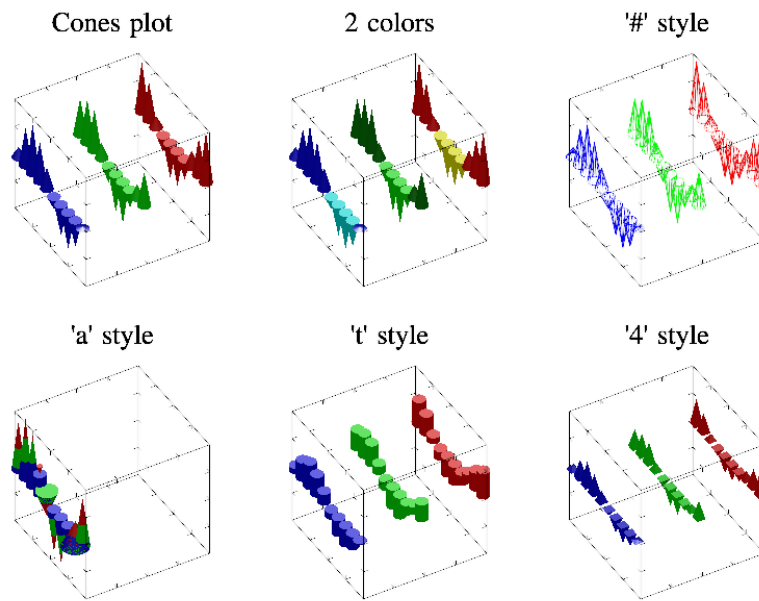 Cones plot
2 colors
'#' style
'a' style
't' style
'4' style